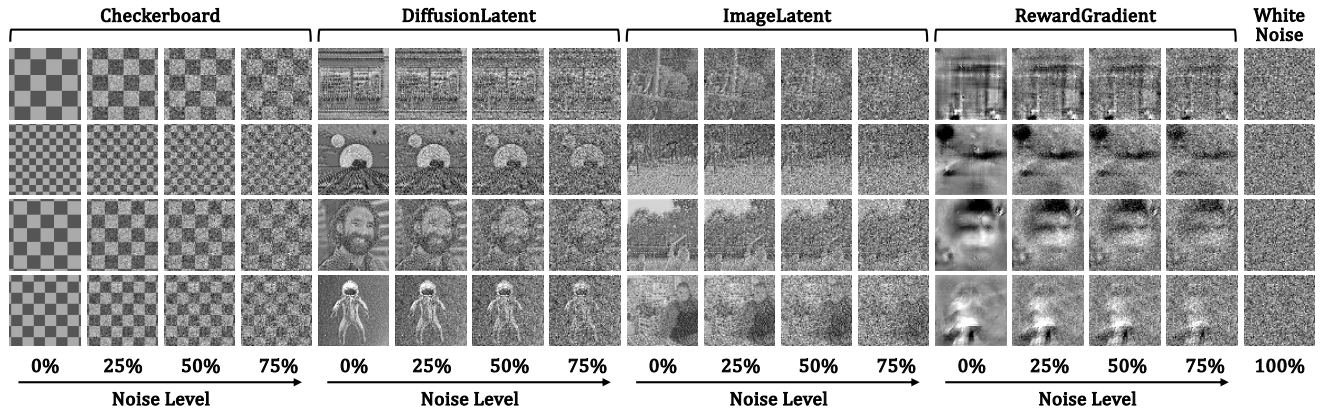 Checkerboard DiffusionLatent ImageLatent RewardGradient White
Noise
0% 25% 50% 75% 0% 25% 50% 75% 0% 25% 50% 75% 0% 25% 50% 75% 100%
Noise Level Noise Level Noise Level Noise Level